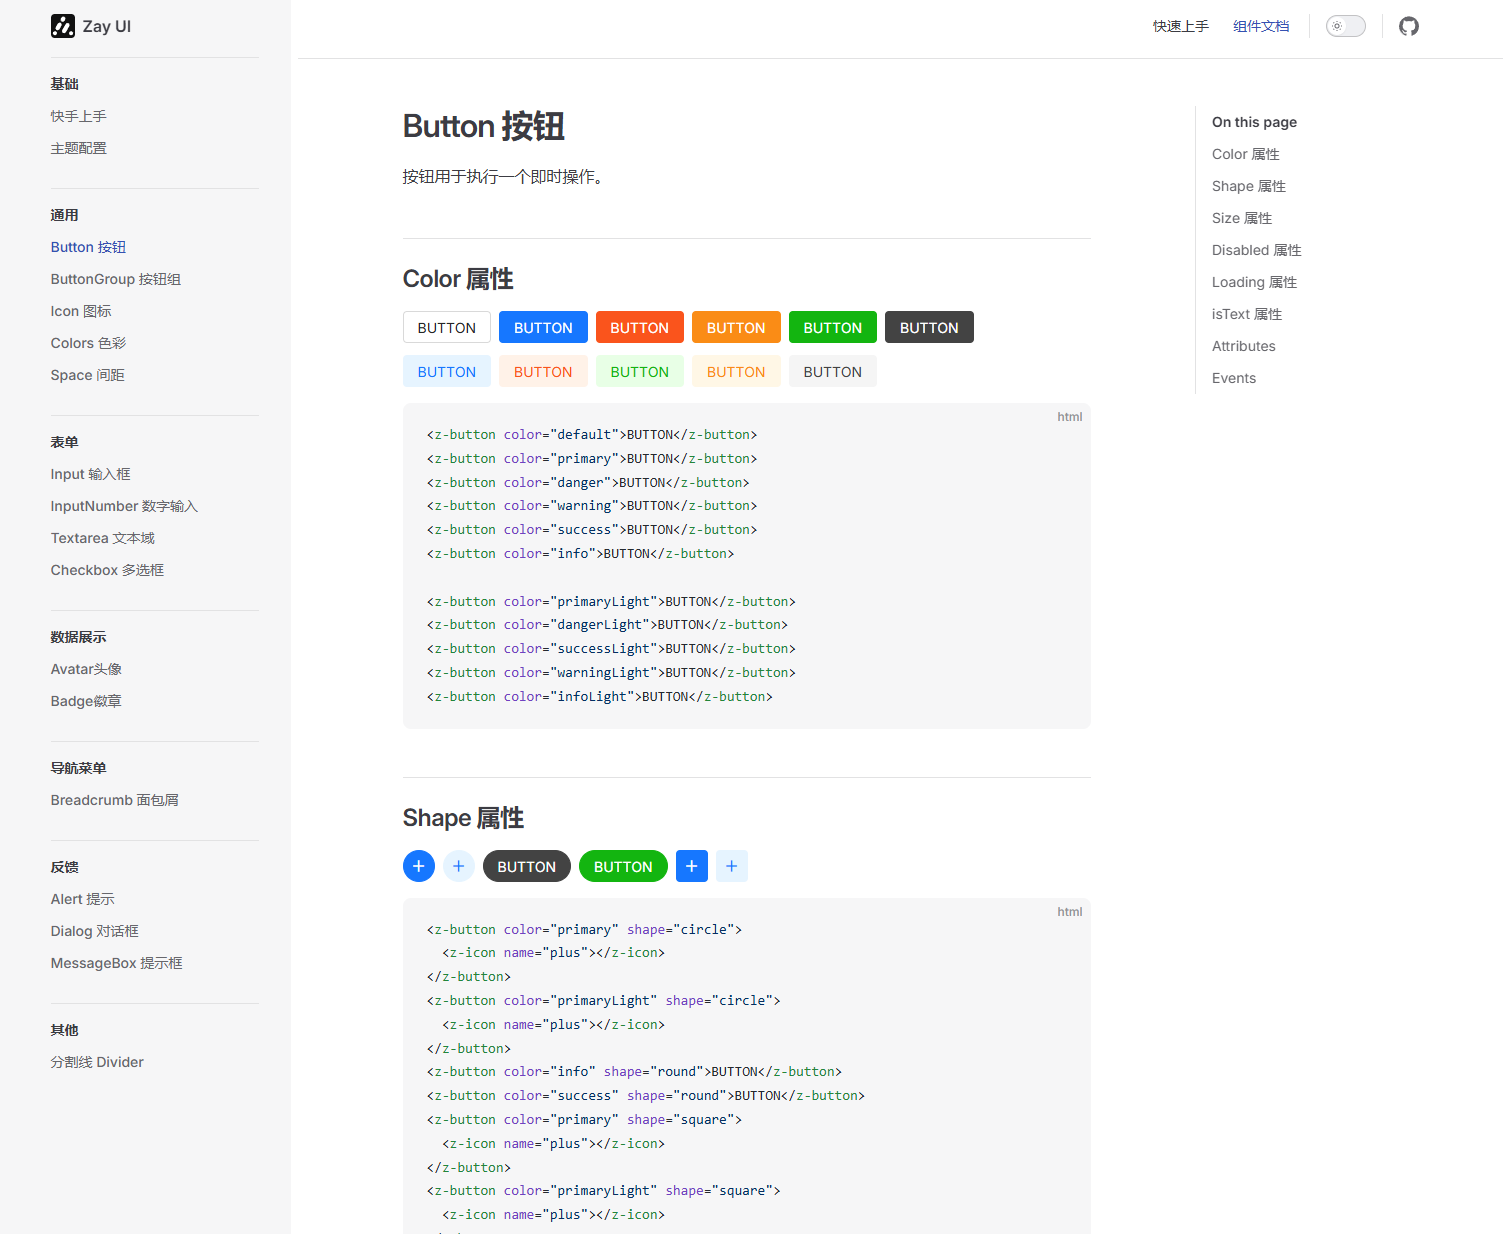 Zay UI
快速上手
组件文档
基础
快手上手
主题配置
通用
Button 按钮
ButtonGroup 按钮组
Icon 图标
Colors 色彩
Space 间距
表单
Input 输入框
InputNumber 数字输入
Textarea 文本域
Checkbox 多选框
数据展示
Avatar头像
Badge徽章
导航菜单
Breadcrumb 面包屑
反馈
Alert 提示
Dialog 对话框
MessageBox 提示框
其他
分割线 Divider
Button 按钮
按钮用于执行一个即时操作。
Color 属性
BUTTON BUTTON BUTTON BUTTON BUTTON BUTTON
BUTTON BUTTON BUTTON BUTTON BUTTON
html
<z-button color="default">BUTTON</z-button>
<z-button color="primary">BUTTON</z-button>
<z-button color="danger">BUTTON</z-button>
<z-button color="warning">BUTTON</z-button>
<z-button color="success">BUTTON</z-button>
<z-button color="info">BUTTON</z-button>
<z-button color="primaryLight">BUTTON</z-button>
<z-button color="dangerLight">BUTTON</z-button>
<z-button color="successLight">BUTTON</z-button>
<z-button color="warningLight">BUTTON</z-button>
<z-button color="infoLight">BUTTON</z-button>
Shape 属性
+ + BUTTON BUTTON + +
html
<z-button color="primary" shape="circle">
  <z-icon name="plus"></z-icon>
</z-button>
<z-button color="primaryLight" shape="circle">
  <z-icon name="plus"></z-icon>
</z-button>
<z-button color="info" shape="round">BUTTON</z-button>
<z-button color="success" shape="round">BUTTON</z-button>
<z-button color="primary" shape="square">
  <z-icon name="plus"></z-icon>
</z-button>
<z-button color="primaryLight" shape="square">
  <z-icon name="plus"></z-icon>
On this page
Color 属性
Shape 属性
Size 属性
Disabled 属性
Loading 属性
isText 属性
Attributes
Events